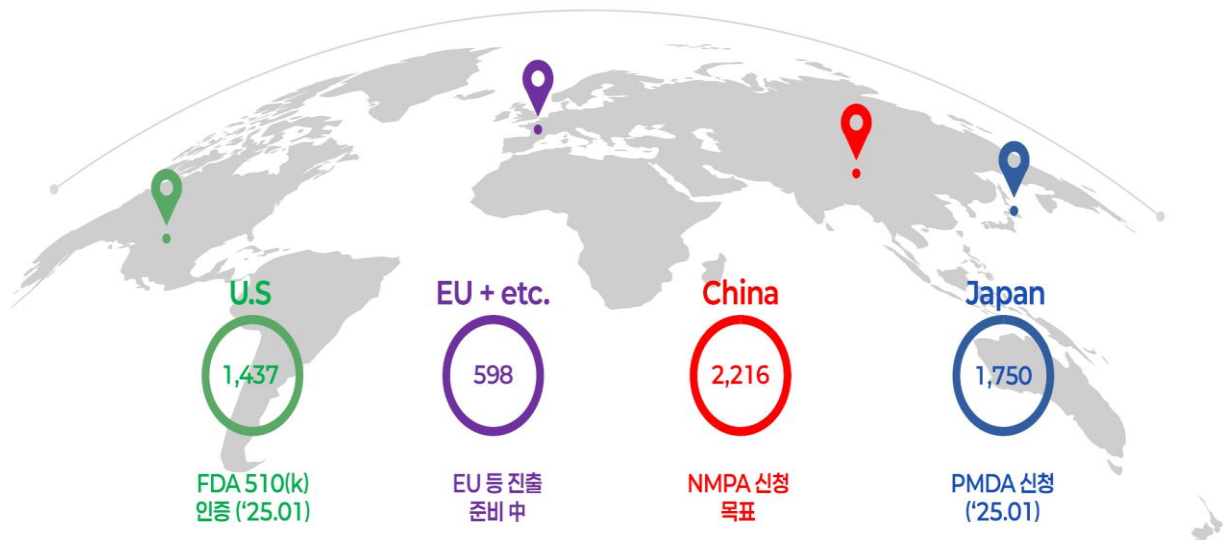 U.S
1,437
FDA 510(k)
인증 (‘25.01)
EU + etc.
598
EU 등 진출
준비 中
China
2,216
NMPA 신청
목표
Japan
1,750
PMDA 신청
(‘25.01)